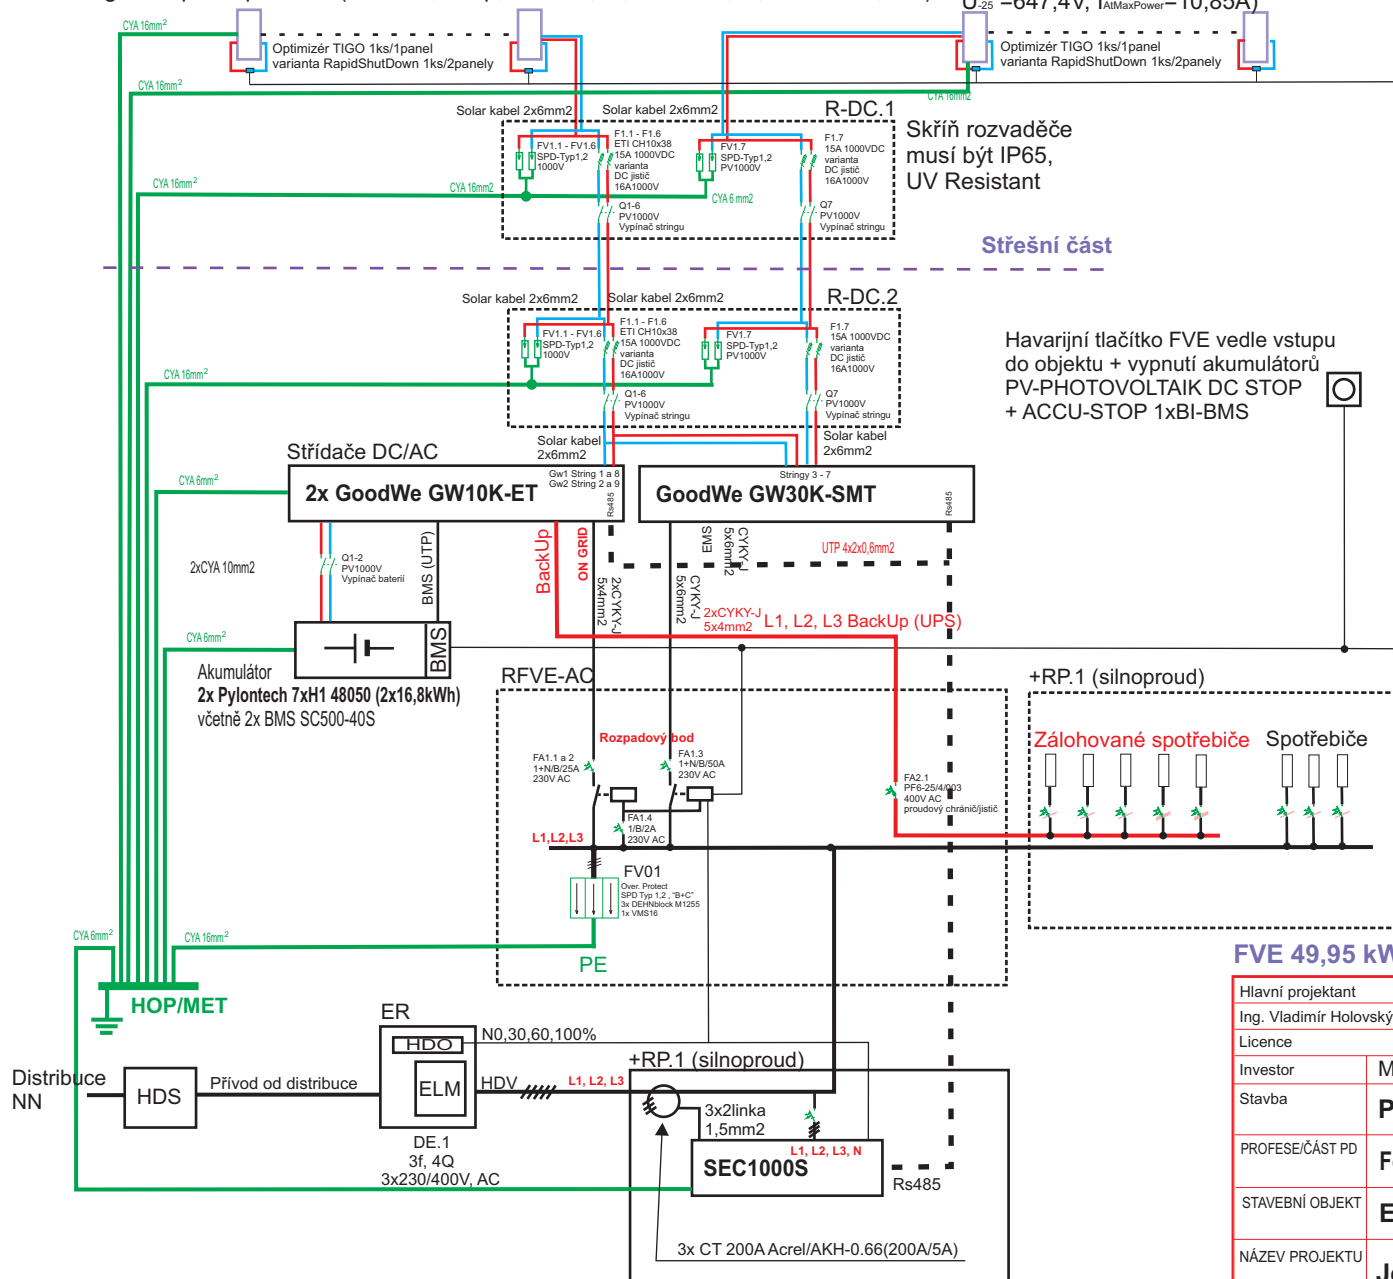 U-25 =647,4V, IAtMaxPower=10,85A)
CYA 16mm2
Optimizér TIGO 1ks/1panel
varianta RapidShutDown 1ks/2panely
Optimizér TIGO 1ks/1panel
varianta RapidShutDown 1ks/2panely
CYA 16mm2
CYA 16mm2
Solar kabel 2x6mm2
Solar kabel 2x6mm2
R-DC.1
Skříň rozvaděče
musí být IP65,
UV Resistant
FV1.1 - FV1.6
SPD-Typ1,2
1000V
F1.1 - F1.6
ETI CH10x38
15A 1000VDC
varianta
DC jistič
16A1000V
FV1.7
SPD-Typ1,2
PV1000V
F1.7
15A 1000VDC
varianta
DC jistič
16A1000V
CYA 16mm2
CYA 16mm2
CYA 6 mm2
Q1-6
PV1000V
Vypínač stringu
Q7
PV1000V
Vypínač stringu
Střešní část
Solar kabel 2x6mm2
Solar kabel 2x6mm2
R-DC.2
FV1.1 - FV1.6
SPD-Typ1,2
1000V
F1.1 - F1.6
ETI CH10x38
15A 1000VDC
varianta
DC jistič
16A1000V
FV1.7
SPD-Typ1,2
PV1000V
F1.7
15A 1000VDC
varianta
DC jistič
16A1000V
CYA 16mm2
Q1-6
PV1000V
Vypínač stringu
Q7
PV1000V
Vypínač stringu
Havarijní tlačítko FVE vedle vstupu
do objektu + vypnutí akumulátorů
PV-PHOTOVOLTAIK DC STOP
+ ACCU-STOP 1xBI-BMS
Solar kabel
2x6mm2
Solar kabel
2x6mm2
Střídače DC/AC
2x GoodWe GW10K-ET
Gw1 String 1 a 8
Gw2 String 2 a 9
Rs485
GoodWe GW30K-SMT
Stringy 3 - 7
Rs485
CYA 6mm2
2xCYA 10mm2
Q1-2
PV1000V
Vypínač baterií
BMS (UTP)
BackUp
ON GRID
2xCYKY-J
5x4mm2
EMS
CYKY-J
5x6mm2
CYKY-J
5x6mm2
UTP 4x2x0,6mm2
2xCYKY-J
5x4mm2
L1, L2, L3 BackUp (UPS)
CYA 6mm2
BMS
Akumulátor
2x Pylontech 7xH1 48050 (2x16,8kWh)
včetně 2x BMS SC500-40S
RFVE-AC
Rozpadový bod
FA1.1 a 2
1+N/B/25A
230V AC
FA1.3
1+N/B/50A
230V AC
FA1.4
1/B/2A
230V AC
FA2.1
PF6-25/4/003
400V AC
proudový chránič/jistič
L1,L2,L3
FV01
Over. Protect
SPD Typ 1,2 , "B+C"
3x DEHNblock M1255
1x VMS16
PE
+RP.1 (silnoproud)
Zálohované spotřebiče
Spotřebiče
CYA 6mm2
CYA 16mm2
HOP/MET
ER
HDO
ELM
N0,30,60,100%
HDV
L1, L2, L3
Distribuce
NN
HDS
Přívod od distribuce
DE.1
3f, 4Q
3x230/400V, AC
+RP.1 (silnoproud)
3x2linka
1,5mm2
L1, L2, L3, N
SEC1000S
Rs485
3x CT 200A Acrel/AKH-0.66(200A/5A)
FVE 49,95 kW
Hlavní projektant
Ing. Vladimír Holovský
Licence
Investor
M
Stavba
P
PROFESE/ČÁST PD
F
STAVEBNÍ OBJEKT
E
NÁZEV PROJEKTU